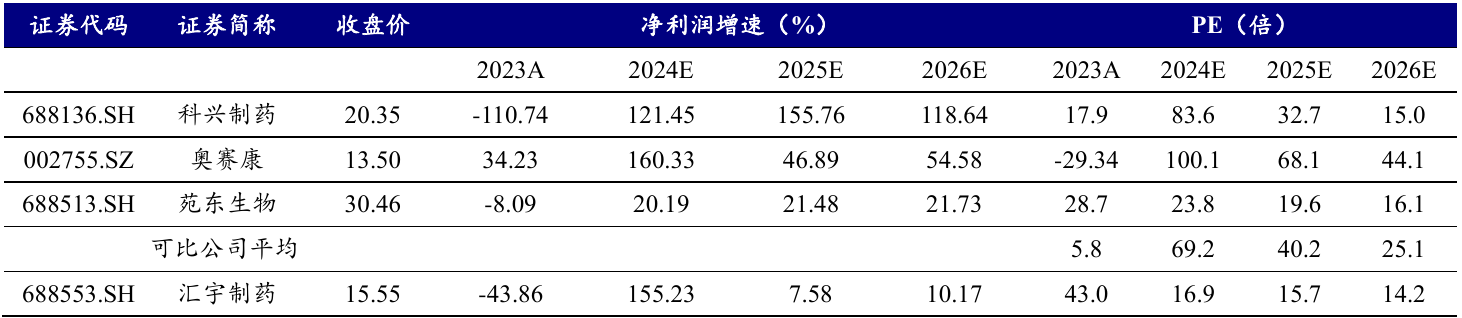 证券代码 证券简称 收盘价 净利润增速（%） PE（倍）
2023A 2024E 2025E 2026E 2023A 2024E 2025E 2026E
688136.SH 科兴制药 20.35 -110.74 121.45 155.76 118.64 17.9 83.6 32.7 15.0
002755.SZ 奥赛康 13.50 34.23 160.33 46.89 54.58 -29.34 100.1 68.1 44.1
688513.SH 苑东生物 30.46 -8.09 20.19 21.48 21.73 28.7 23.8 19.6 16.1
可比公司平均 5.8 69.2 40.2 25.1
688553.SH 汇宇制药 15.55 -43.86 155.23 7.58 10.17 43.0 16.9 15.7 14.2